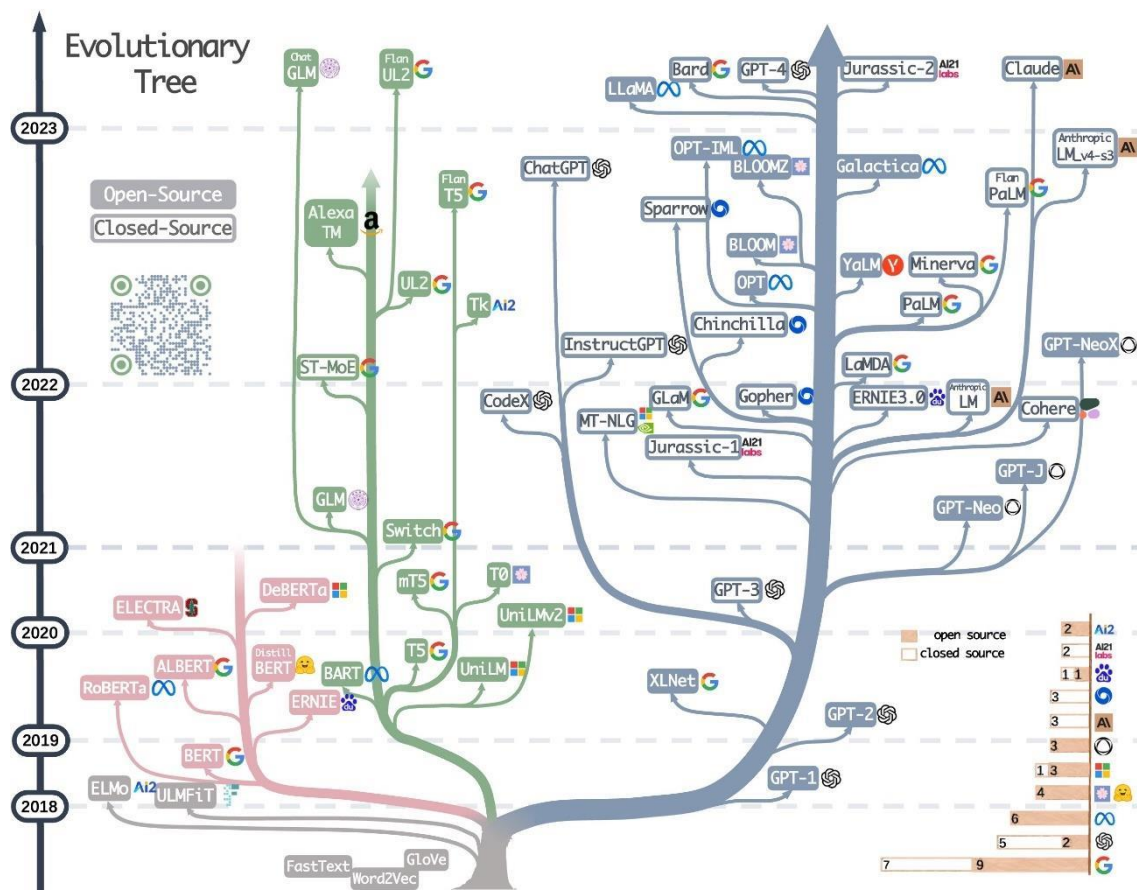 Evolutionary
Tree
2023
2022
2021
2020
2019
2018
Open-Source
Closed-Source
Chat
GLM
Flan
UL2
Bard
GPT-4
Jurassic-2
AI21
labs
Claude
A\
LLaMA
Anthropic
LM_v4-s3
A\
OPT-IML
BLOOMZ
Galactica
ChatGPT
Flan
T5
Flan
PaLM
Alexa
TM
a
Sparrow
BLOOM
YaLM
Y
Minerva
UL2
OPT
Tk
Ai2
PaLM
Chinchilla
InstructGPT
GPT-NeoX
ST-MoE
LaMDA
CodeX
GLaM
Gopher
ERNIE3.0
du
Anthropic
LM
A\
Cohere
MT-NLG
Jurassic-1
AI21
labs
GPT-J
GLM
GPT-Neo
Switch
mT5
T0
GPT-3
DeBERTa
ELECTRA
S
UniLMv2
Distill
BERT
T5
ALBERT
BART
UniLM
RoBERTa
ERNIE
du
XLNet
GPT-2
BERT
GPT-1
ELMo
Ai2
ULMFiT
FastText
Word2Vec
GloVe
open source
closed source
2 Ai2
2 AI21
labs
1 1 du
3
3 A\
3
1 3
4
6
5 2
7 9